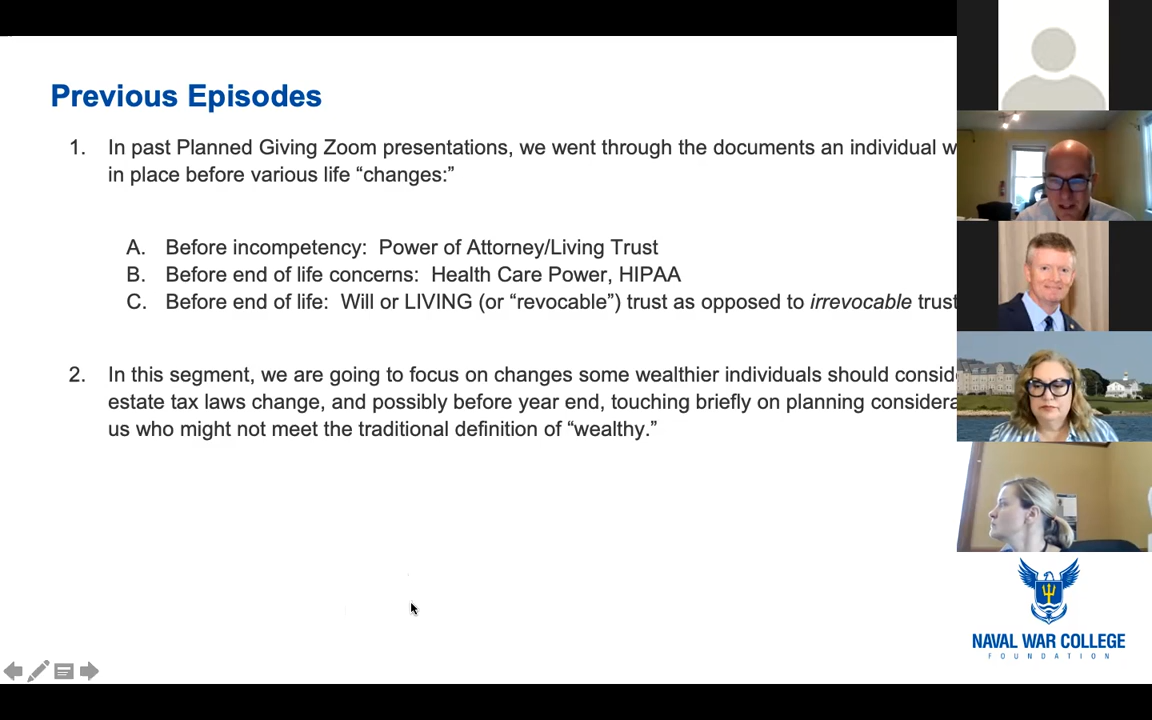 Previous Episodes
1. In past Planned Giving Zoom presentations, we went through the documents an individual w
in place before various life “changes:”
A. Before incompetency: Power of Attorney/Living Trust
B. Before end of life concerns: Health Care Power, HIPAA
C. Before end of life: Will or LIVING (or “revocable”) trust as opposed to irrevocable trust
2. In this segment, we are going to focus on changes some wealthier individuals should consid
estate tax laws change, and possibly before year end, touching briefly on planning considera
us who might not meet the traditional definition of “wealthy.”
NAVAL WAR COLLEGE
FOUNDATION